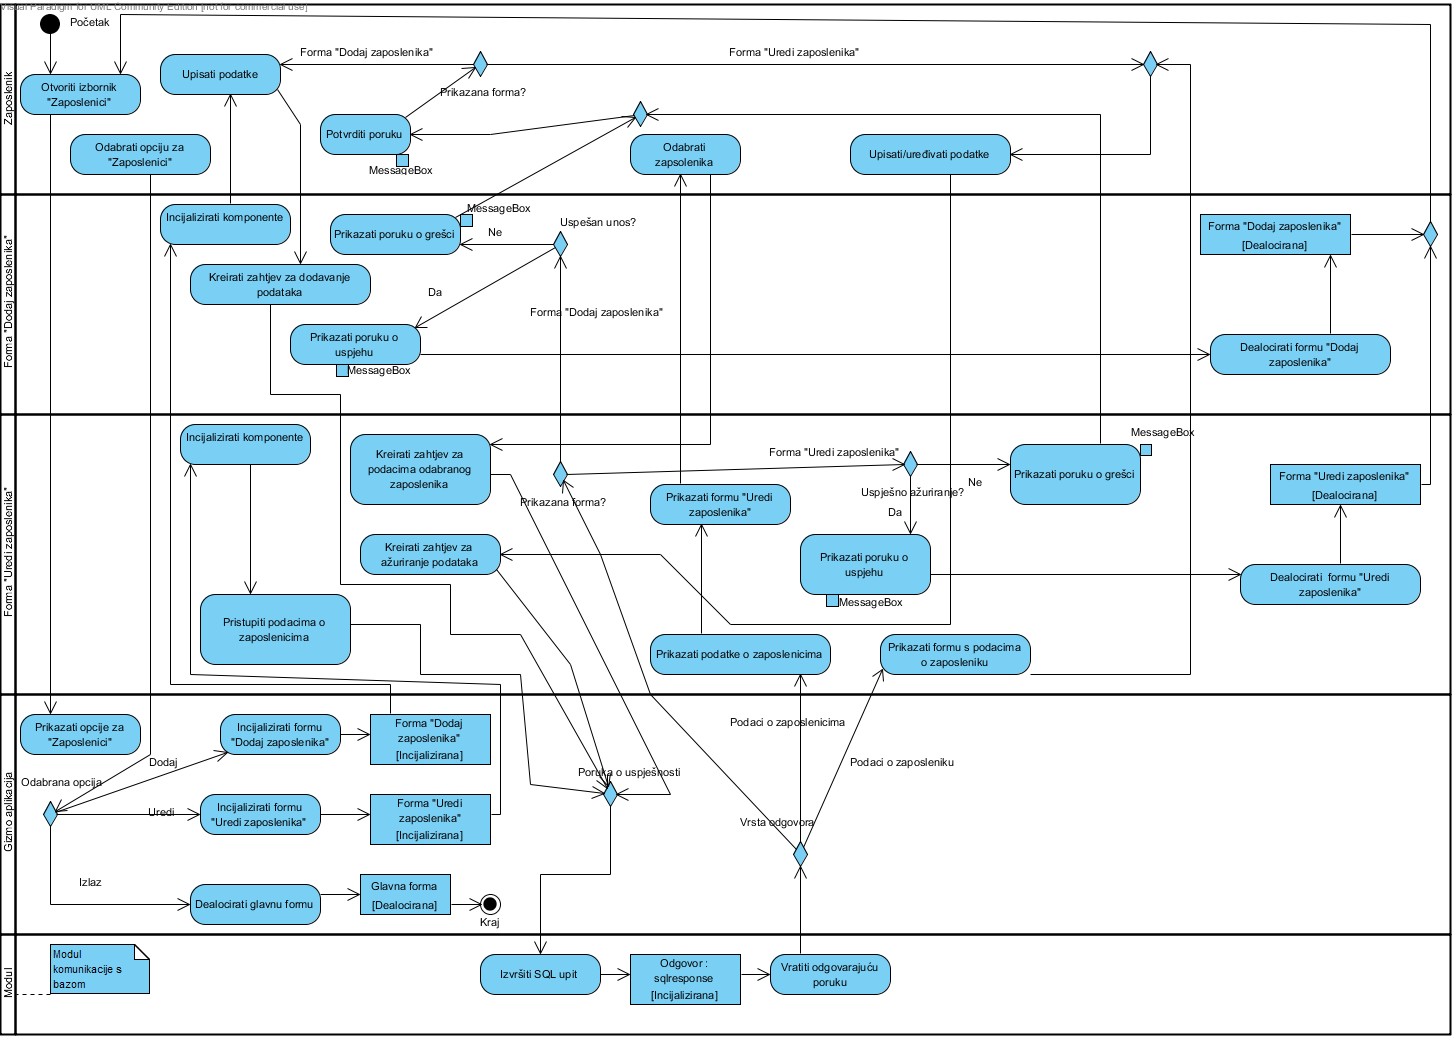 Visual Paradigm for UML Community Edition [not for commercial use]
Zaposlenik
Početak
Forma "Dodaj zaposlenika"
Forma "Uredi zaposlenika"
Upisati podatke
Otvoriti izbornik
"Zaposlenici"
Prikazana forma?
Potvrditi poruku
MessageBox
Odabrati opciju za
"Zaposlenici"
Odabrati
zapsolenika
Upisati/uređivati podatke
Forma "Dodaj zaposlenika"
Incijalizirati komponente
MessageBox
Prikazati poruku o grešci
Ne
Uspešan unos?
Forma "Dodaj zaposlenika"
[Dealocirana]
Kreirati zahtjev za dodavanje
podataka
Da
Forma "Dodaj zaposlenika"
Prikazati poruku o
uspjehu
MessageBox
Dealocirati formu "Dodaj
zaposlenika"
Forma "Uredi zaposlenika"
Incijalizirati komponente
Kreirati zahtjev za
podacima odabranog
zaposlenika
Prikazana forma?
Forma "Uredi zaposlenika"
MessageBox
Prikazati poruku o grešci
Ne
Uspješno ažuriranje?
Da
Prikazati formu "Uredi
zaposlenika"
Forma "Uredi zaposlenika"
[Dealocirana]
Kreirati zahtjev za
ažuriranje podataka
Prikazati poruku o
uspjehu
MessageBox
Dealocirati formu "Uredi
zaposlenika"
Pristupiti podacima o
zaposlenicima
Prikazati podatke o zaposlenicima
Prikazati formu s podacima
o zaposleniku
Gizmo aplikacija
Prikazati opcije za
"Zaposlenici"
Incijalizirati formu
"Dodaj zaposlenika"
Forma "Dodaj
zaposlenika"
[Incijalizirana]
Podaci o zaposlenicima
Dodaj
Odabrana opcija
Poruka o uspješnosti
Podaci o zaposleniku
Uredi
Incijalizirati formu
"Uredi zaposlenika"
Forma "Uredi
zaposlenika"
[Incijalizirana]
Vrsta odgovora
Izlaz
Dealocirati glavnu formu
Glavna forma
[Dealocirana]
Kraj
Modul
Modul
komunikacije s
bazom
Izvršiti SQL upit
Odgovor :
sqlresponse
[Incijalizirana]
Vratiti odgovarajuću
poruku